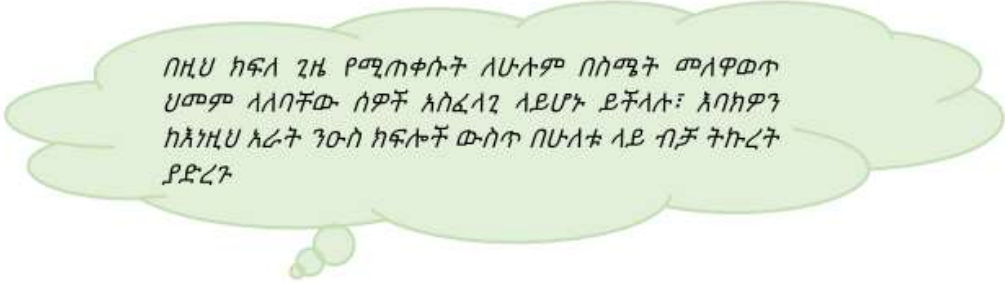 በዚህ ክፍለ ጊዜ የሚጠቀሱት ለሁሉም በስሜት መለዋወጥ
ህመም ላለባቸው ሰዎች አስፈላጊ ላይሆኑ ይችላሉ፣ እባክዎን
ከእነዚህ አራት ንዑስ ክፍሎች ውስጥ በሁለቱ ላይ ብቻ ትኩረት
ያድረጉ